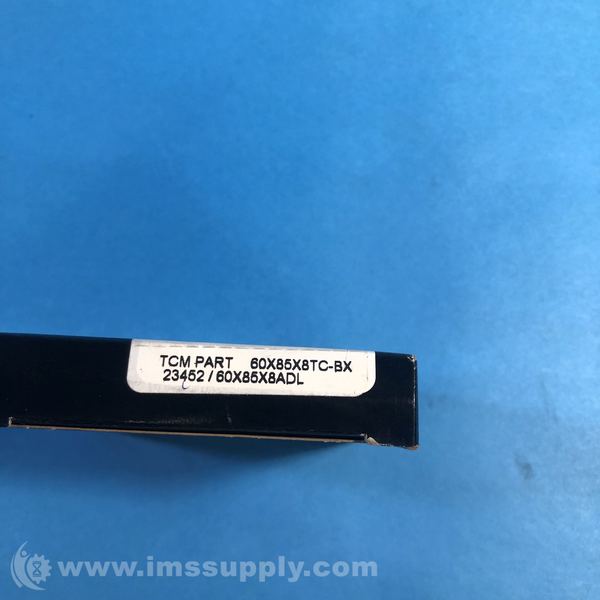 TCM PART 60X85X8TC-BX
23452 / 60X85X8ADL
www.imssupply.com